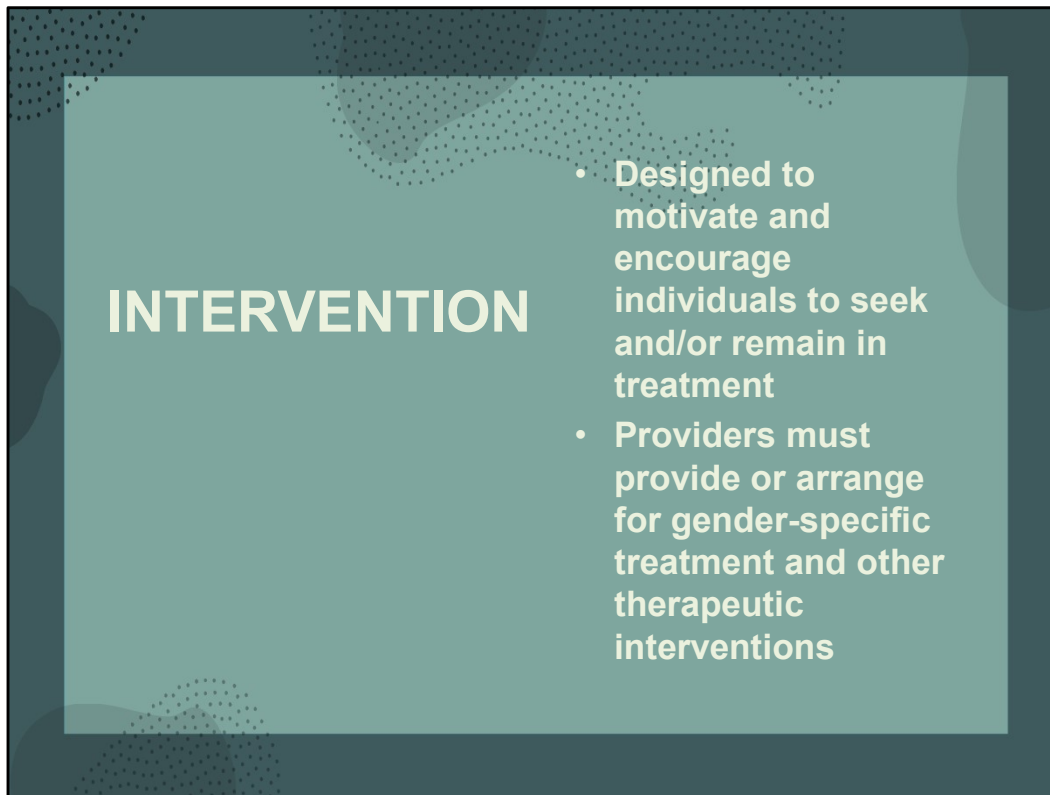 INTERVENTION
• Designed to
motivate and
encourage
individuals to seek
and/or remain in
treatment
• Providers must
provide or arrange
for gender-specific
treatment and other
therapeutic
interventions